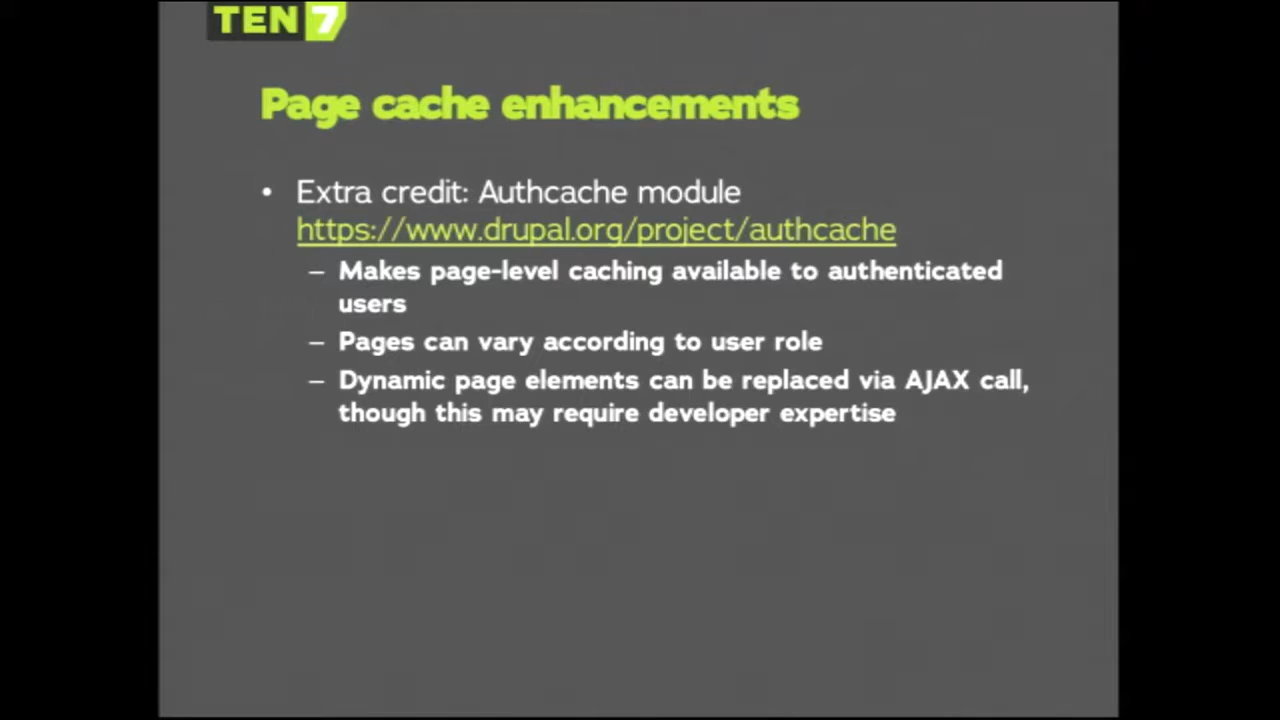 TEN7
Page cache enhancements
• Extra credit: Authcache module
https://www.drupal.org/project/authcache
– Makes page-level caching available to authenticated
users
– Pages can vary according to user role
– Dynamic page elements can be replaced via AJAX call,
though this may require developer expertise